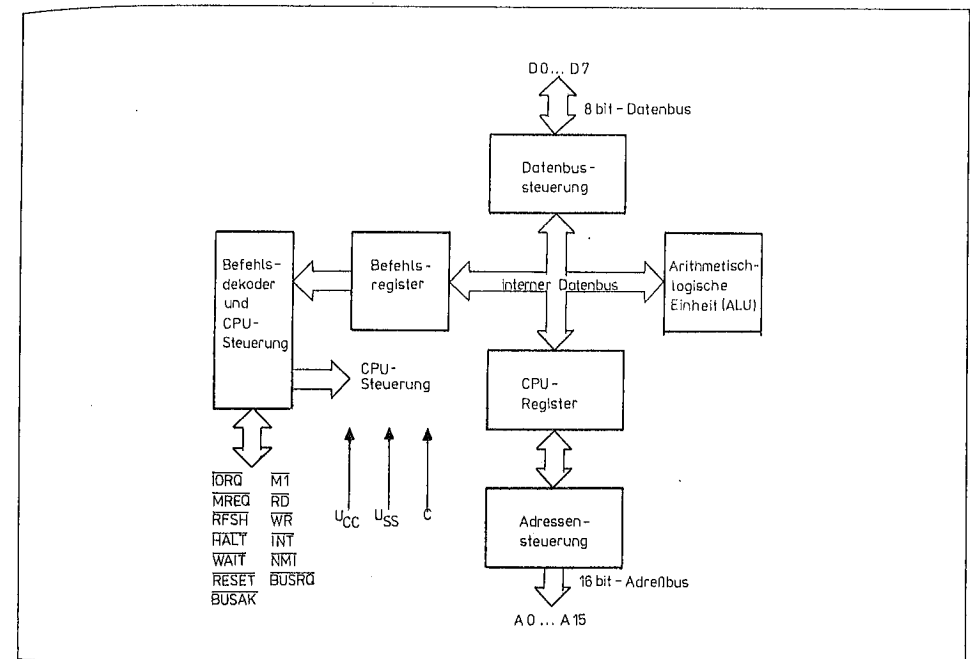 D0... D7
8 bit - Datenbus
Datenbus-
steuerung
Befehls-
dekoder
und
CPU-
Steuerung
Befehls-
register
interner Datenbus
Arithmetisch-
logische
Einheit (ALU)
CPU-
Steuerung
CPU-
Register
IORQ M1
MREQ RD
RFSH WR
HALT INT
WAIT NMI
RESET BUSRQ
BUSAK
UCC USS C
Adressen-
steuerung
16 bit - Adreßbus
A0 ... A15